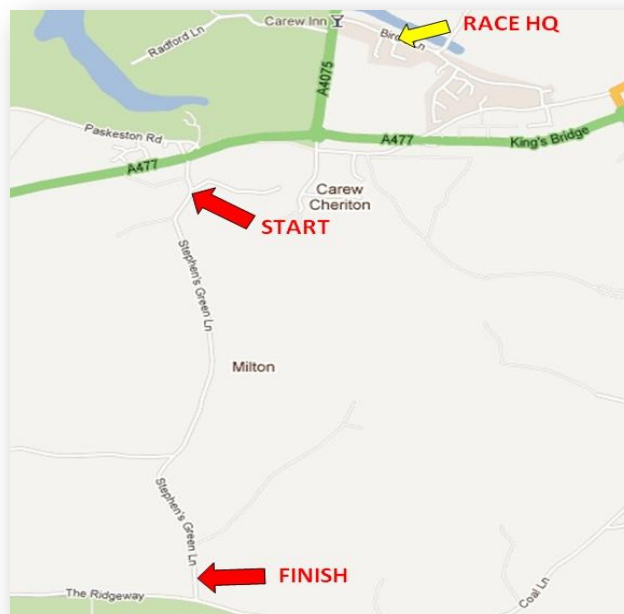 Carew Inn
RACE HQ
Radford Ln
A4075
Paskeston Rd
A477
A477
King's Bridge
Carew
Cheriton
START
Stephen's Green Ln
Milton
Stephen's Green Ln
FINISH
The Ridgeway
Coal Ln